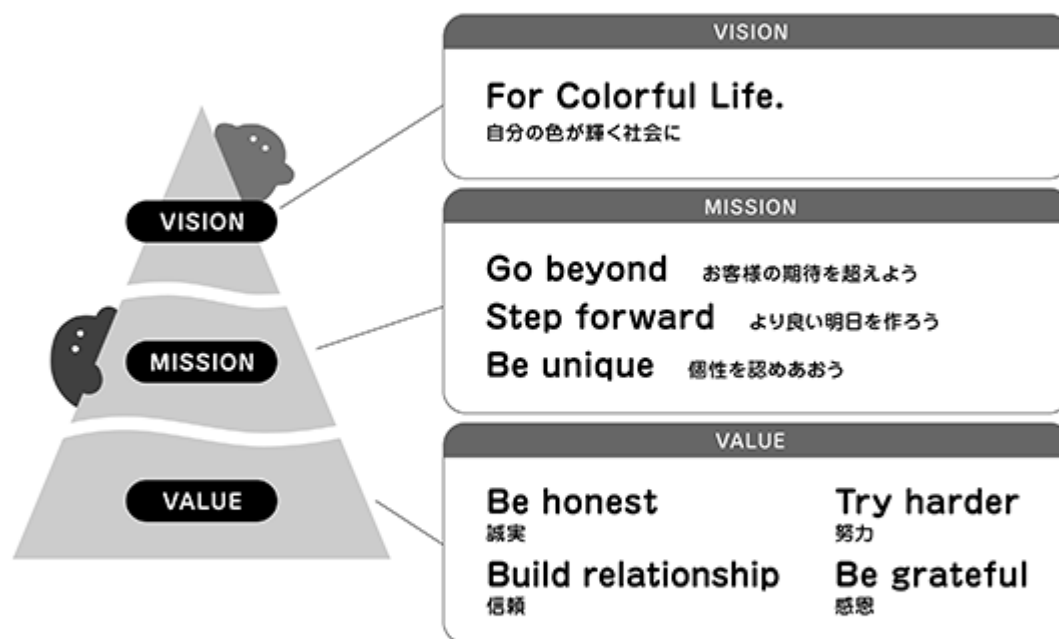 VISION
MISSION
VALUE
VISION
For Colorful Life.
自分の色が輝く社会に
MISSION
Go beyond お客様の期待を超えよう
Step forward より良い明日を作ろう
Be unique 個性を認めあおう
VALUE
Be honest
誠実
Try harder
努力
Build relationship
信頼
Be grateful
感恩